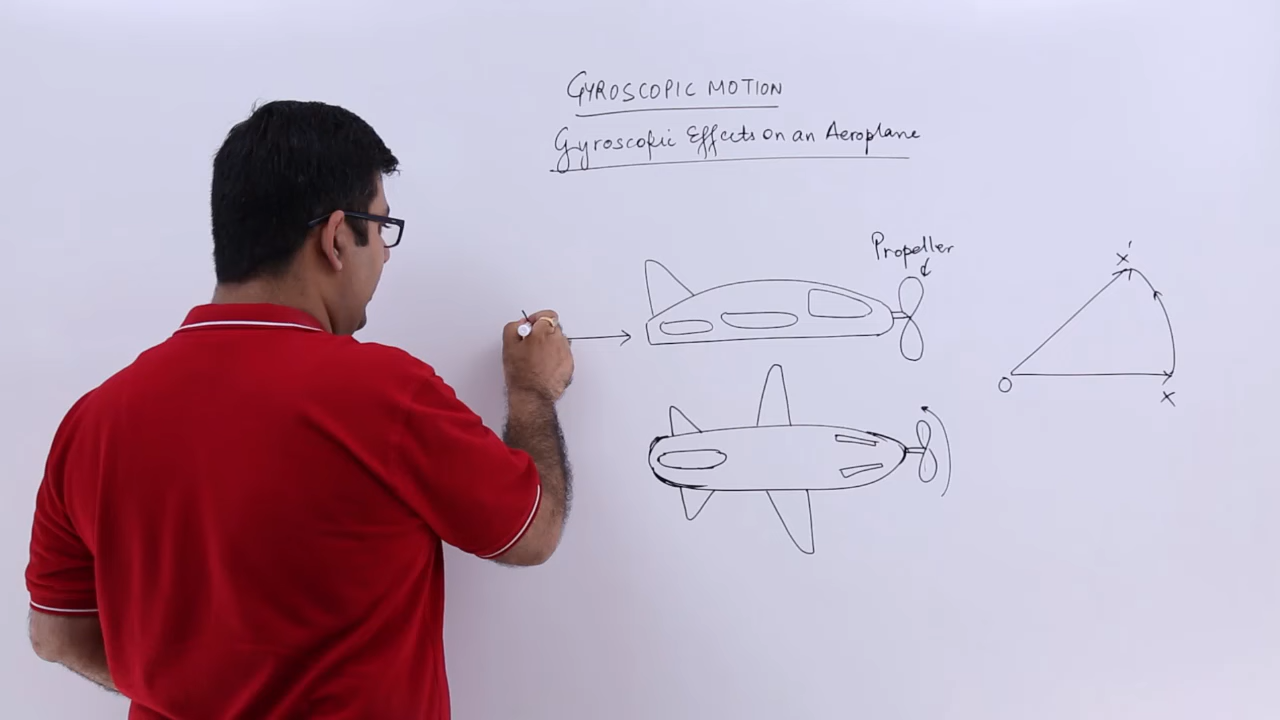 GYROSCOPIC MOTION
Gyroscopic Effects on an Aeroplane
Propeller
x'
O
x